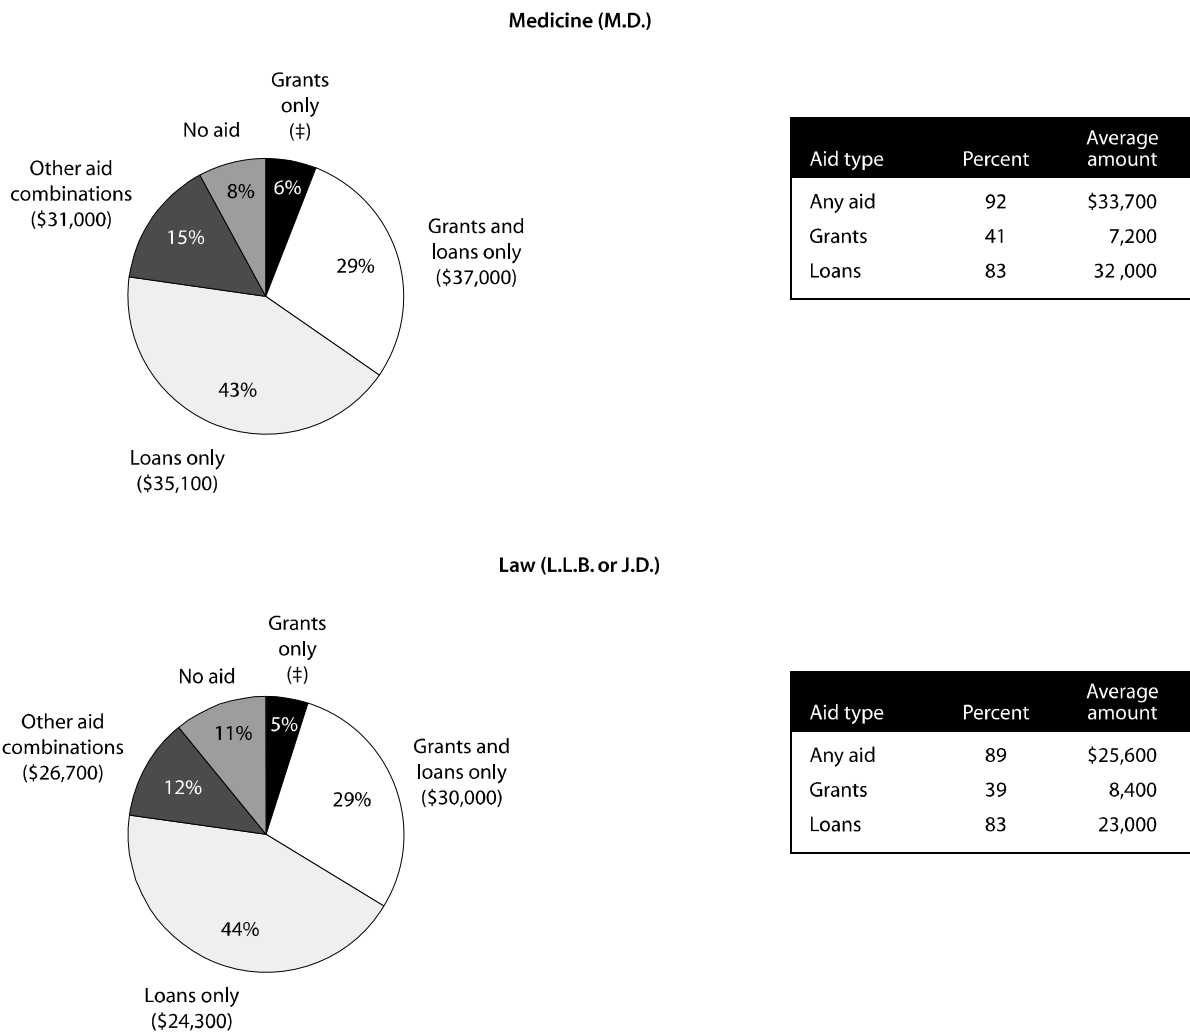 Medicine (M.D.)
Grants
only
(‡)
No aid
Other aid
combinations
($31,000)
8%
6%
15%
29%
Grants and
loans only
($37,000)
43%
Loans only
($35,100)
Aid type Percent Average amount
Any aid 92 $33,700
Grants 41 7,200
Loans 83 32 ,000
Law (L.L.B. or J.D.)
Grants
only
(‡)
No aid
Other aid
combinations
($26,700)
11%
5%
12%
29%
Grants and
loans only
($30,000)
44%
Loans only
($24,300)
Aid type Percent Average amount
Any aid 89 $25,600
Grants 39 8,400
Loans 83 23,000